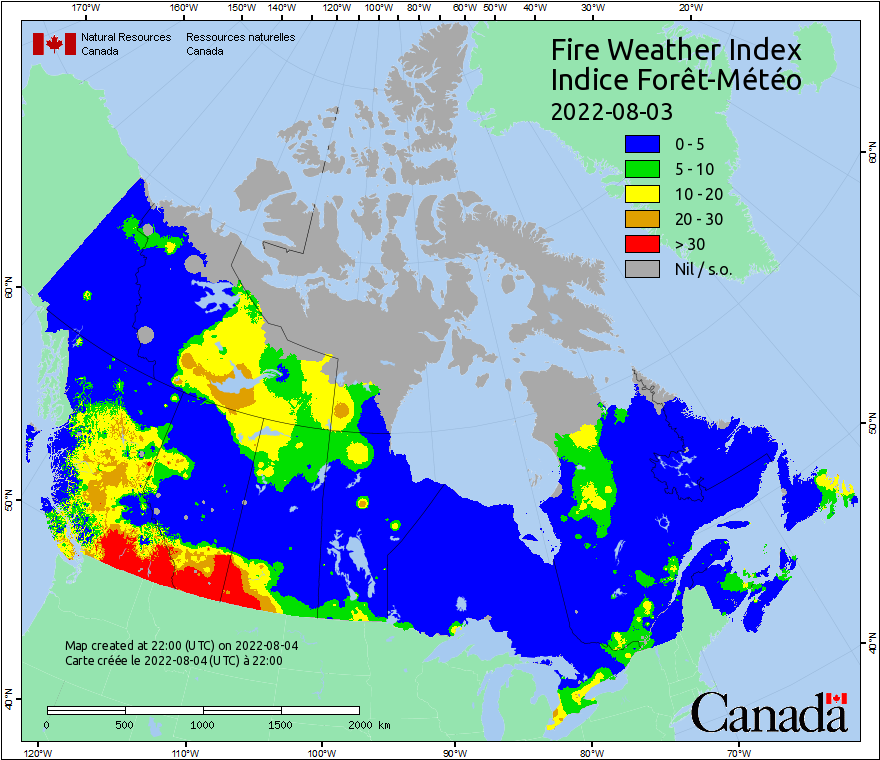 170°W 160°W 150°W 140°W 120°W 100°W 80°W 60°W 50°W 40°W 30°W 20°W
Natural Resources Canada
Ressources naturelles Canada
Fire Weather Index
Indice Forêt-Météo
2022-08-03
0 - 5
5 - 10
10 - 20
20 - 30
> 30
Nil / s.o.
60°N
50°N
40°N
60°N
50°N
40°N
Map created at 22:00 (UTC) on 2022-08-04
Carte créée le 2022-08-04 (UTC) à 22:00
0 500 1000 1500 2000 km
Canada
120°W 110°W 100°W 90°W 80°W 70°W